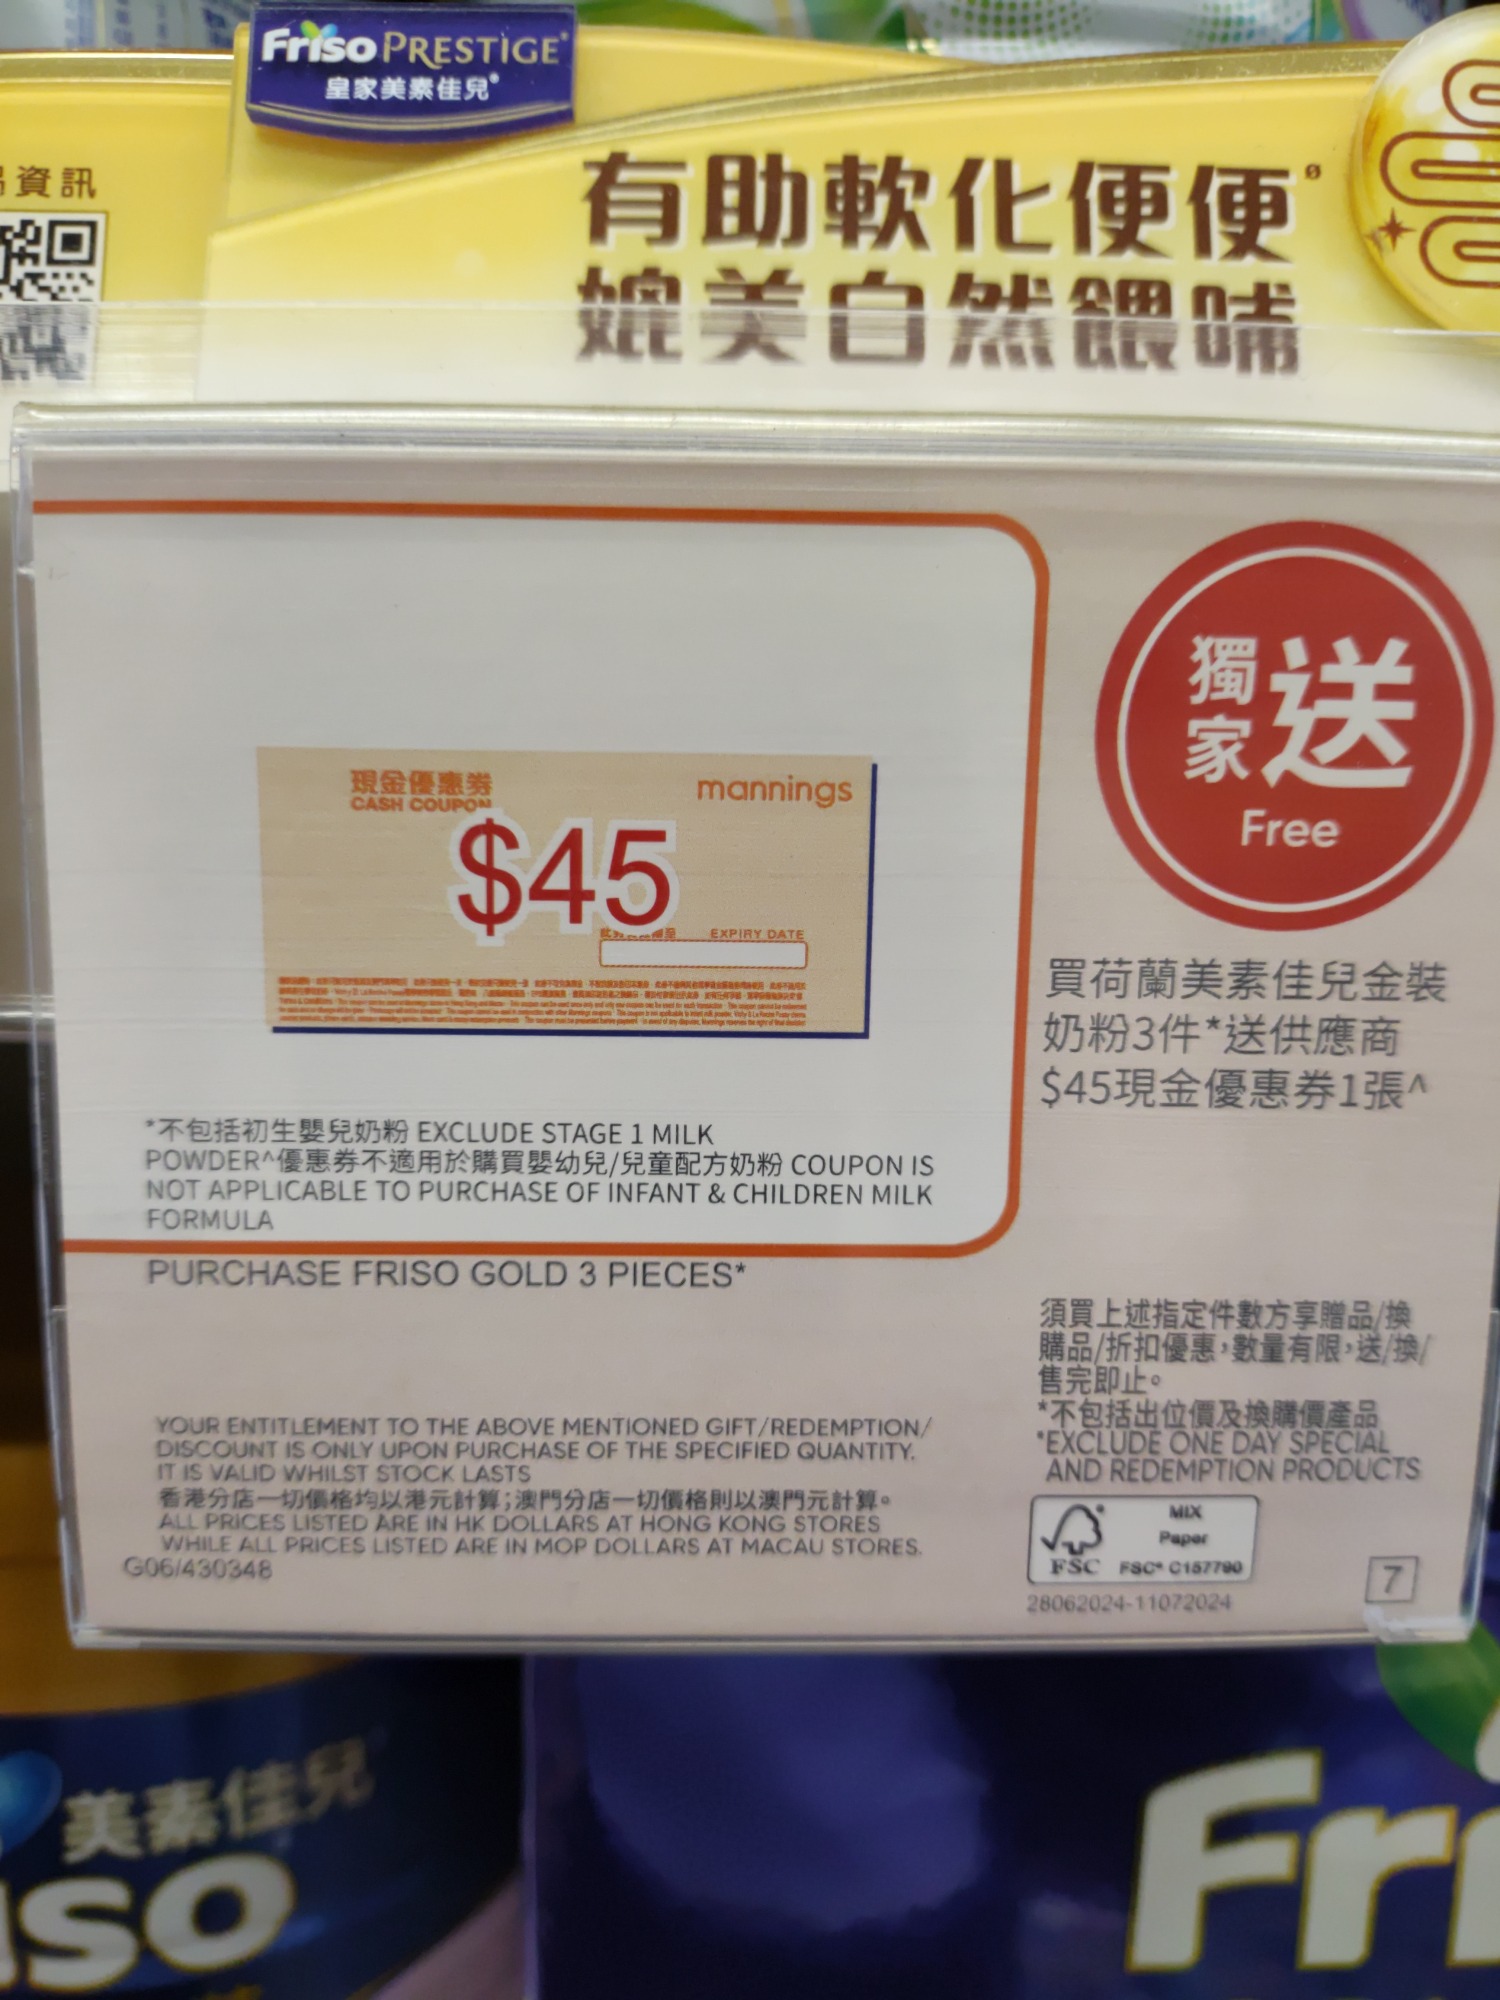 Friso PRESTIGE
皇家美素佳兒®
資訊
有助軟化便便ø
媲美自然餵哺
現金優惠券
CASH COUPON
mannings
$45
EXPIRY DATE
*不包括初生嬰兒奶粉 EXCLUDE STAGE 1 MILK
POWDER^優惠券不適用於購買嬰幼兒/兒童配方奶粉 COUPON IS
NOT APPLICABLE TO PURCHASE OF INFANT & CHILDREN MILK
FORMULA
PURCHASE FRISO GOLD 3 PIECES*
獨家送
Free
買荷蘭美素佳兒金裝
奶粉3件*送供應商
$45現金優惠券1張^
須買上述指定件數方享贈品/換
購品/折扣優惠，數量有限，送/換/
售完即止。
*不包括出位價及換購價產品
*EXCLUDE ONE DAY SPECIAL
AND REDEMPTION PRODUCTS
YOUR ENTITLEMENT TO THE ABOVE MENTIONED GIFT/REDEMPTION/
DISCOUNT IS ONLY UPON PURCHASE OF THE SPECIFIED QUANTITY.
IT IS VALID WHILST STOCK LASTS
香港分店一切價格均以港元計算；澳門分店一切價格則以澳門元計算。
ALL PRICES LISTED ARE IN HK DOLLARS AT HONG KONG STORES
WHILE ALL PRICES LISTED ARE IN MOP DOLLARS AT MACAU STORES.
G06/430348
MIX
Paper
FSC
FSC® C157790
28062024-11072024
7
美素佳兒
iso
Fri